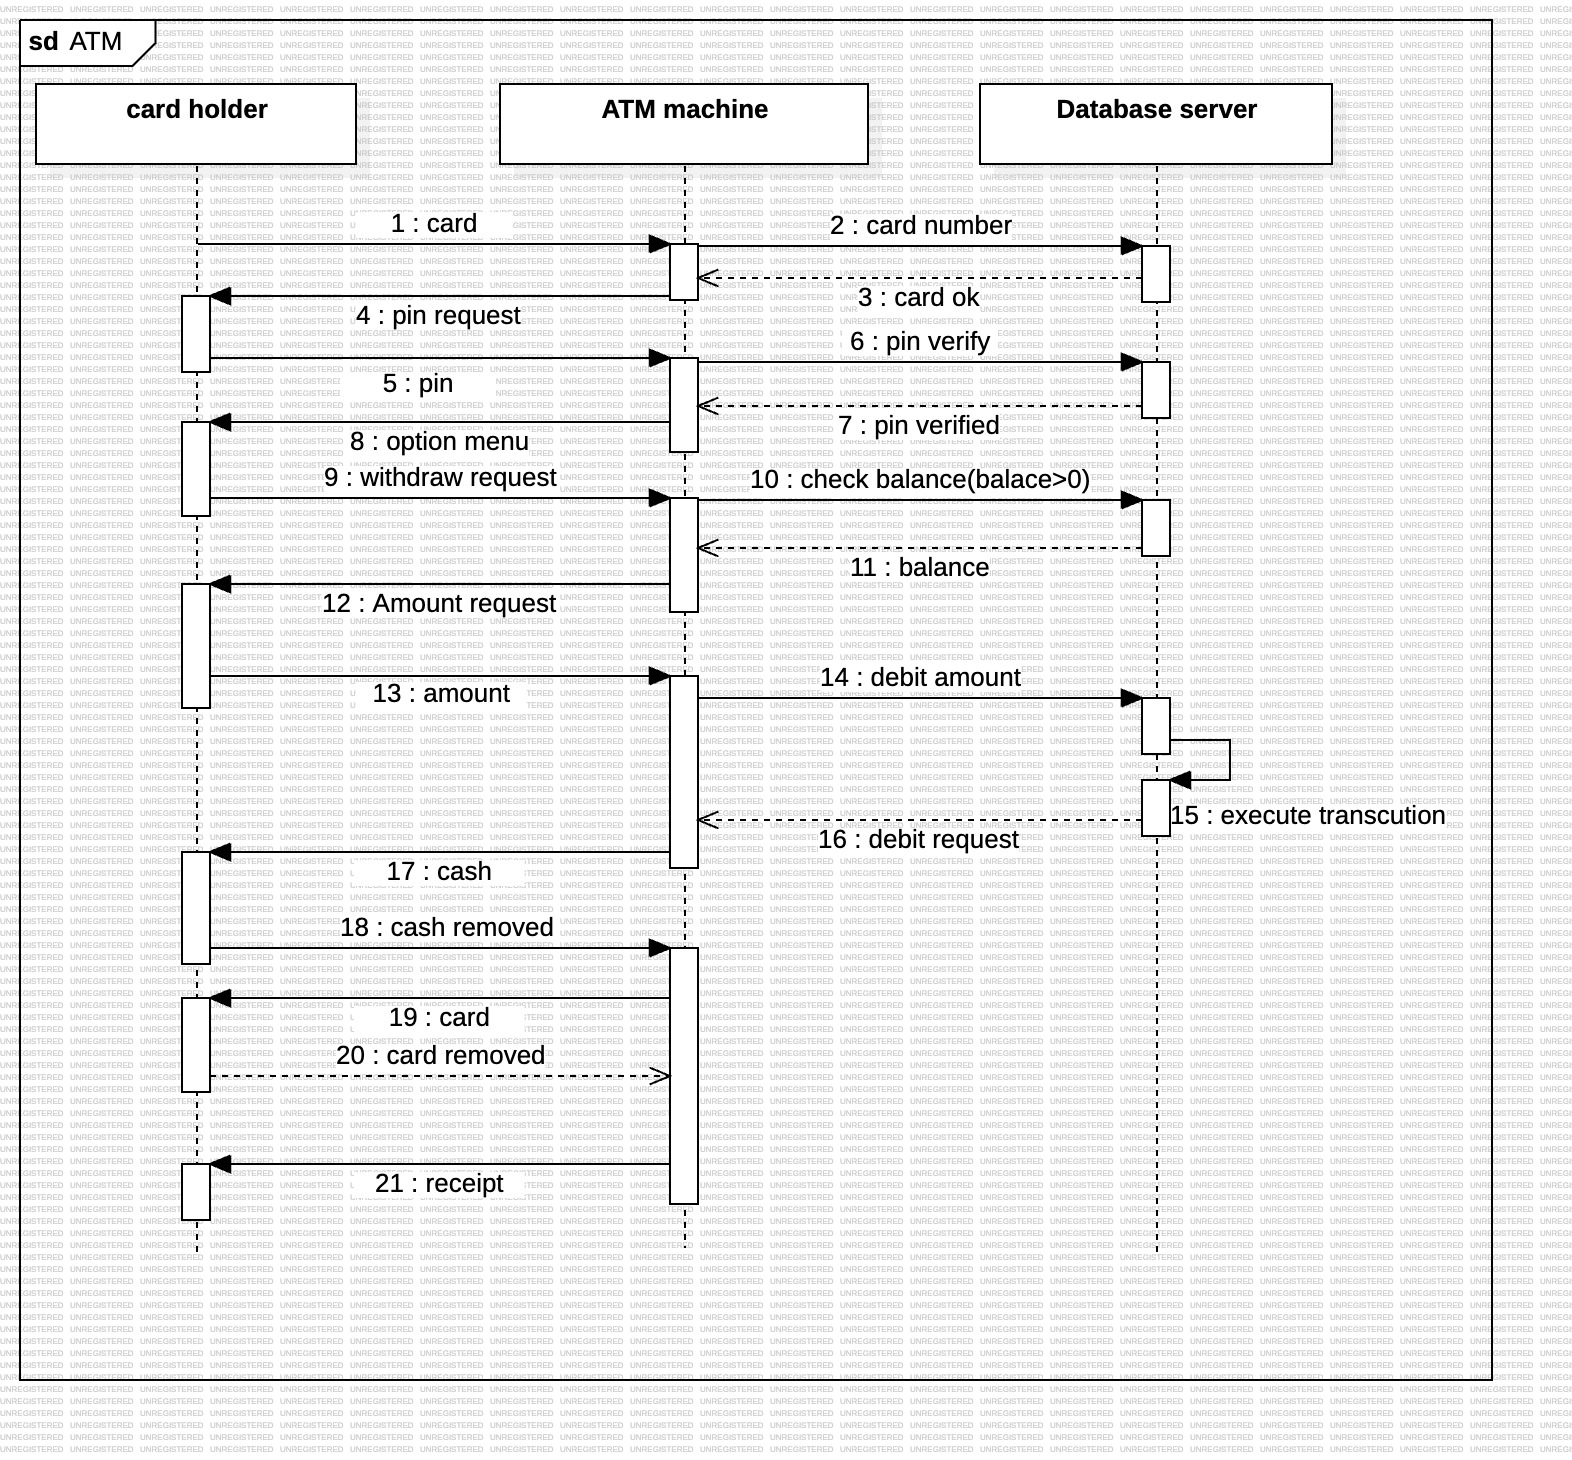 sd ATM
card holder
ATM machine
Database server
1 : card
2 : card number
3 : card ok
4 : pin request
6 : pin verify
5 : pin
7 : pin verified
8 : option menu
9 : withdraw request
10 : check balance(balace>0)
11 : balance
12 : Amount request
14 : debit amount
13 : amount
15 : execute transcution
16 : debit request
17 : cash
18 : cash removed
19 : card
20 : card removed
21 : receipt
UNREGISTERED